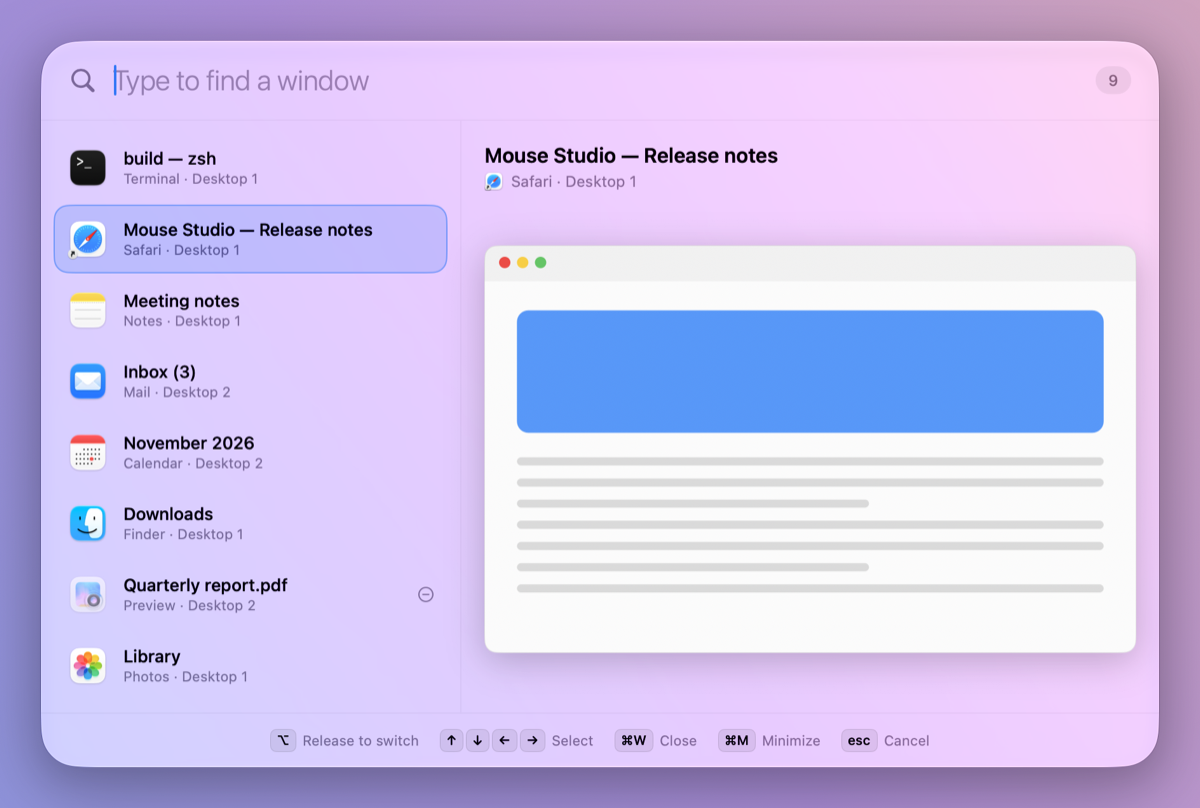 Type to find a window
9
build — zsh
Terminal · Desktop 1
Mouse Studio — Release notes
Safari · Desktop 1
Meeting notes
Notes · Desktop 1
Inbox (3)
Mail · Desktop 2
November 2026
Calendar · Desktop 2
Downloads
Finder · Desktop 1
Quarterly report.pdf
Preview · Desktop 2
Library
Photos · Desktop 1
Mouse Studio — Release notes
Safari · Desktop 1
⌥ Release to switch ↑ ↓ ← → Select ⌘W Close ⌘M Minimize esc Cancel